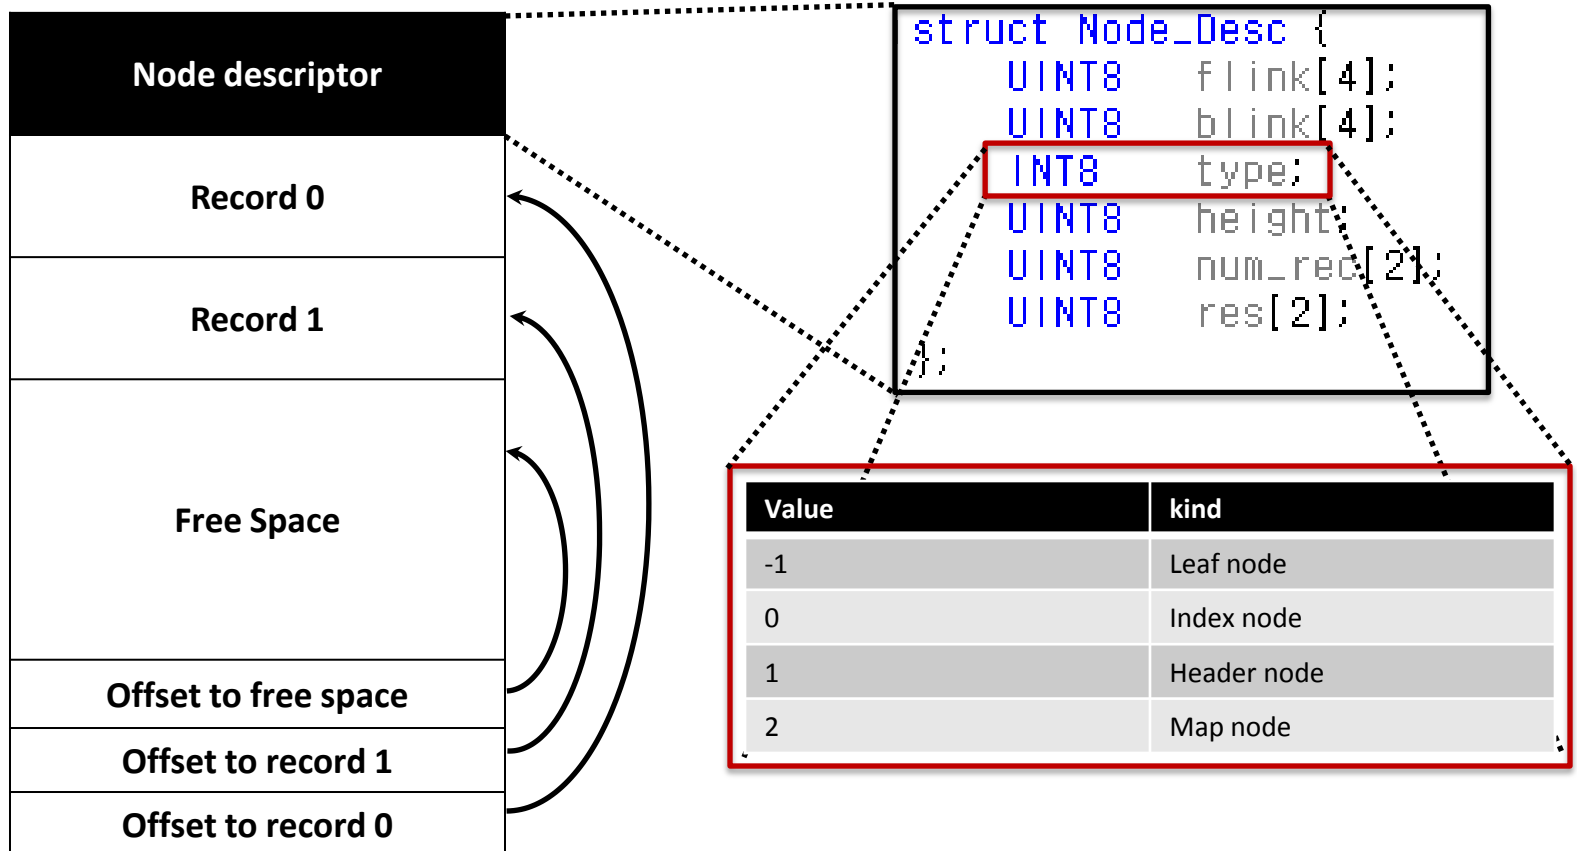 Node descriptor
Record 0
Record 1
Free Space
Offset to free space
Offset to record 1
Offset to record 0
struct Node_Desc {
UINT8 flink[4];
UINT8 blink[4];
INT8 type;
UINT8 height;
UINT8 num_rec[2];
UINT8 res[2];
};
Value kind
-1 Leaf node
0 Index node
1 Header node
2 Map node